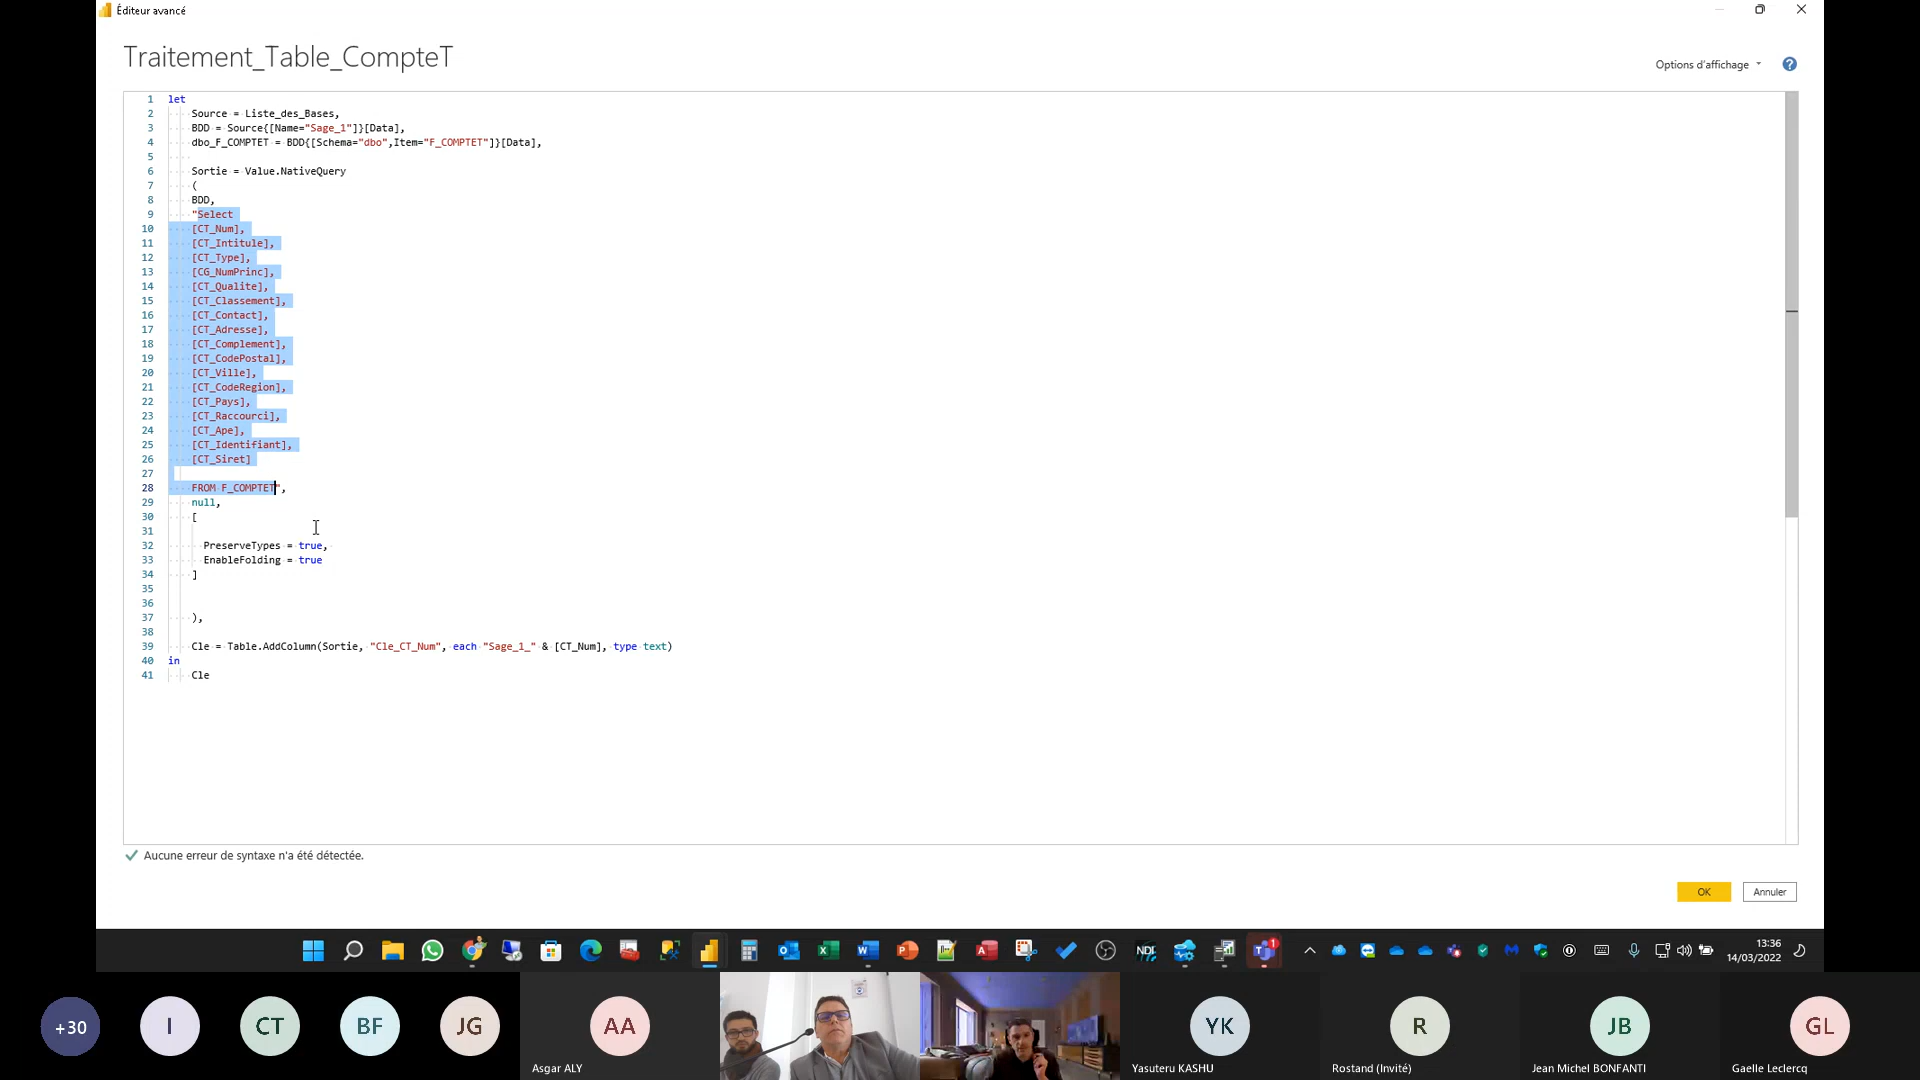 Éditeur avancé
Traitement_Table_CompteT
Options d'affichage
?
1 let
2 Source = Liste_des_Bases,
3 BDD = Source{[Name="Sage_1"]}[Data],
4 dbo_F_COMPTET = BDD{[Schema="dbo",Item="F_COMPTET"]}[Data],
5
6 Sortie = Value.NativeQuery
7 (
8 BDD,
9 "Select
10 [CT_Num],
11 [CT_Intitule],
12 [CT_Type],
13 [CG_NumPrinc],
14 [CT_Qualite],
15 [CT_Classement],
16 [CT_Contact],
17 [CT_Adresse],
18 [CT_Complement],
19 [CT_CodePostal],
20 [CT_Ville],
21 [CT_CodeRegion],
22 [CT_Pays],
23 [CT_Raccourci],
24 [CT_Ape],
25 [CT_Identifiant],
26 [CT_Siret]
27
28 FROM F_COMPTET",
29 null,
30 [
31
32 PreserveTypes = true,
33 EnableFolding = true
34 ]
35
36
37 ),
38
39 Cle = Table.AddColumn(Sortie, "Cle_CT_Num", each "Sage_1_" & [CT_Num], type text)
40 in
41 Cle
Aucune erreur de syntaxe n'a été détectée.
OK
Annuler
NDI
1
13:36
14/03/2022
+30
I
CT
BF
JG
AA
Asgar ALY
YK
Yasuteru KASHU
R
Rostand (Invité)
JB
Jean Michel BONFANTI
GL
Gaelle Leclercq